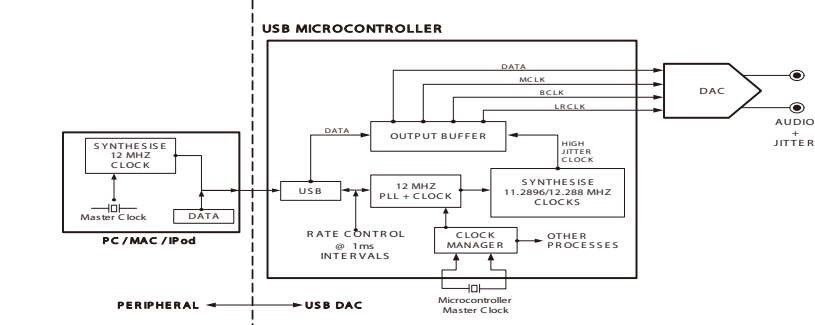 USB MICROCONTROLLER
DATA
MCLK
BCLK
LRCLK
DAC
AUDIO
+
JITTER
DATA
OUTPUT BUFFER
HIGH
JITTER
CLOCK
SYNTHESISE
12 MHZ
CLOCK
Master Clock
DATA
PC/MAC/IPod
USB
12 MHZ
PLL + CLOCK
SYNTHESISE
11.2896/12.288 MHZ
CLOCKS
RATE CONTROL
@ 1ms
INTERVALS
CLOCK
MANAGER
OTHER
PROCESSES
Microcontroller
Master Clock
PERIPHERAL
USB DAC